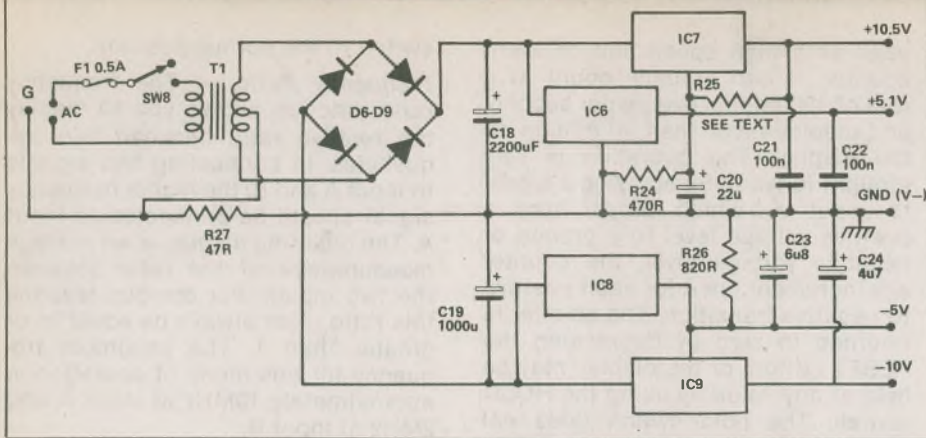 F1 0.5A
SW8
T1
G
AC
R27
47R
D6-D9
C18
2200uF
C19
1000u
IC7
IC6
R25
SEE TEXT
R24
470R
C20
22u
C21
100n
C22
100n
R26
820R
C23
6u8
C24
4u7
IC8
IC9
+10.5V
+5.1V
GND (V−)
−5V
−10V